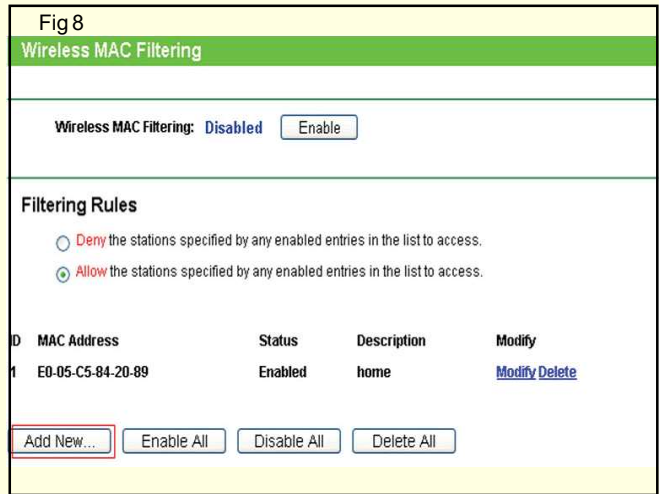 Fig 8
Wireless MAC Filtering
Wireless MAC Filtering: Disabled Enable
Filtering Rules
Deny the stations specified by any enabled entries in the list to access.
Allow the stations specified by any enabled entries in the list to access.
ID MAC Address Status Description Modify
1 E0-05-C5-84-20-89 Enabled home Modify Delete
Add New... Enable All Disable All Delete All